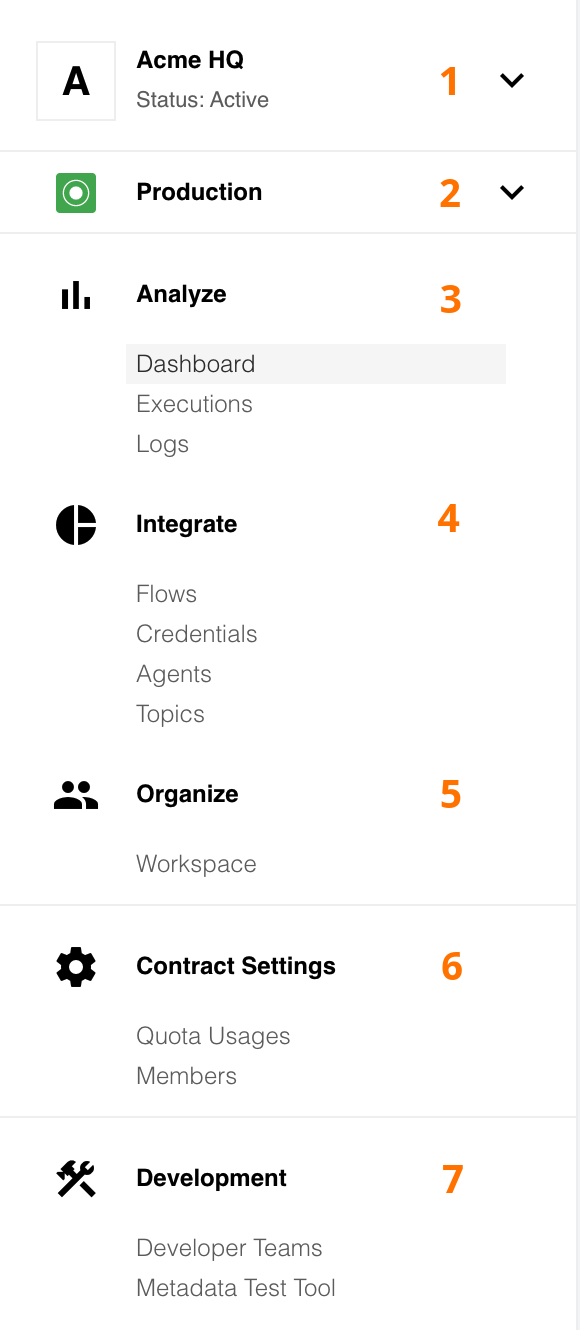 A
Acme HQ
Status: Active
1
Production
2
Analyze
3
Dashboard
Executions
Logs
Integrate
4
Flows
Credentials
Agents
Topics
Organize
5
Workspace
Contract Settings
6
Quota Usages
Members
Development
7
Developer Teams
Metadata Test Tool